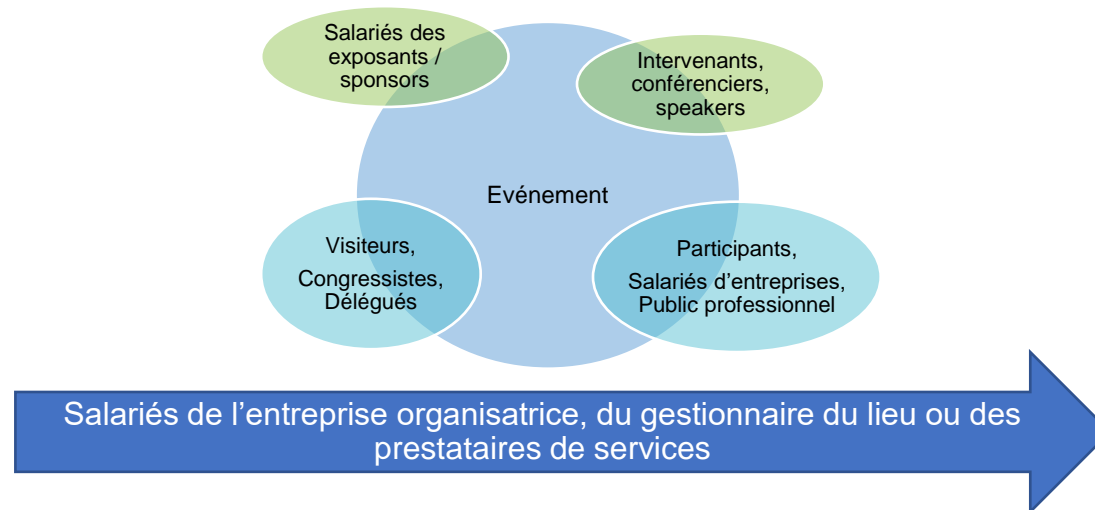 Salariés des
exposants /
sponsors
Intervenants,
conférenciers,
speakers
Evénement
Visiteurs,
Congressistes,
Délégués
Participants,
Salariés d’entreprises,
Public professionnel
Salariés de l’entreprise organisatrice, du gestionnaire du lieu ou des
prestataires de services